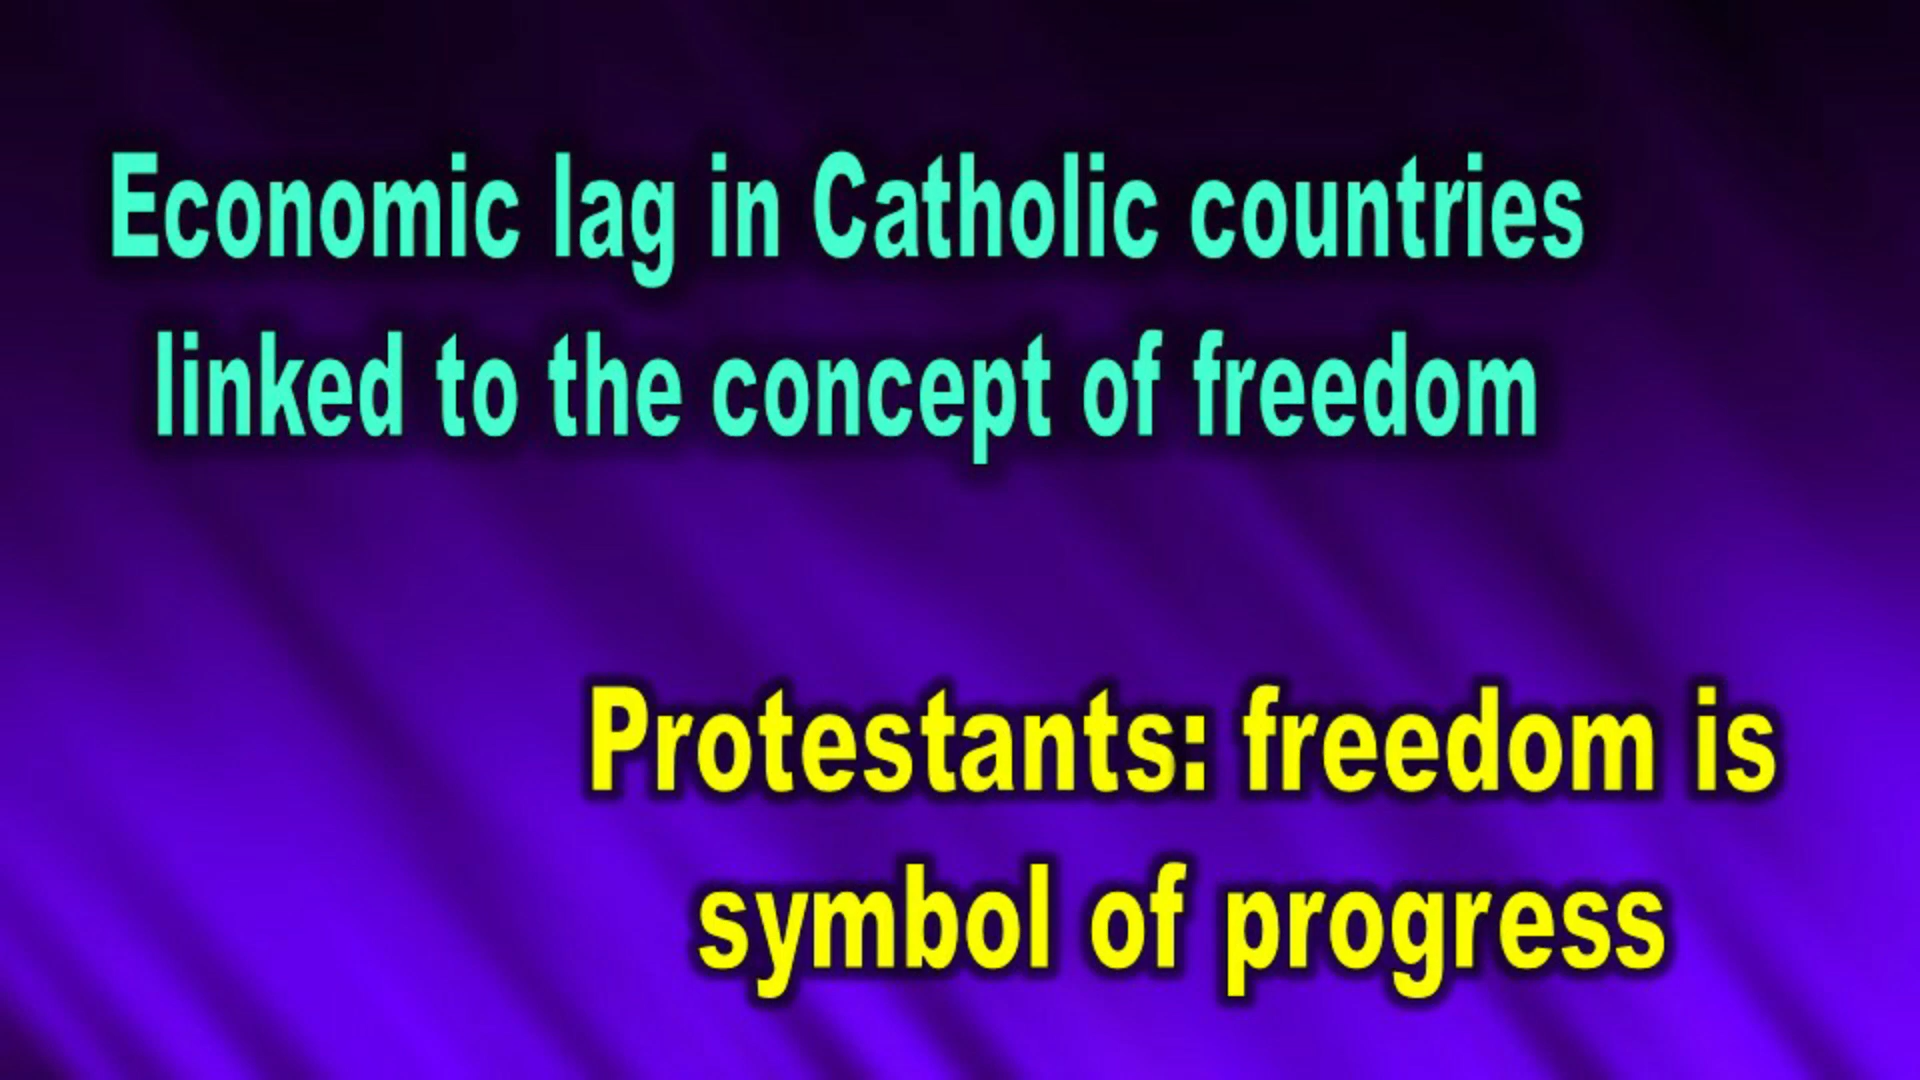 Economic lag in Catholic countries
linked to the concept of freedom
Protestants: freedom is
symbol of progress